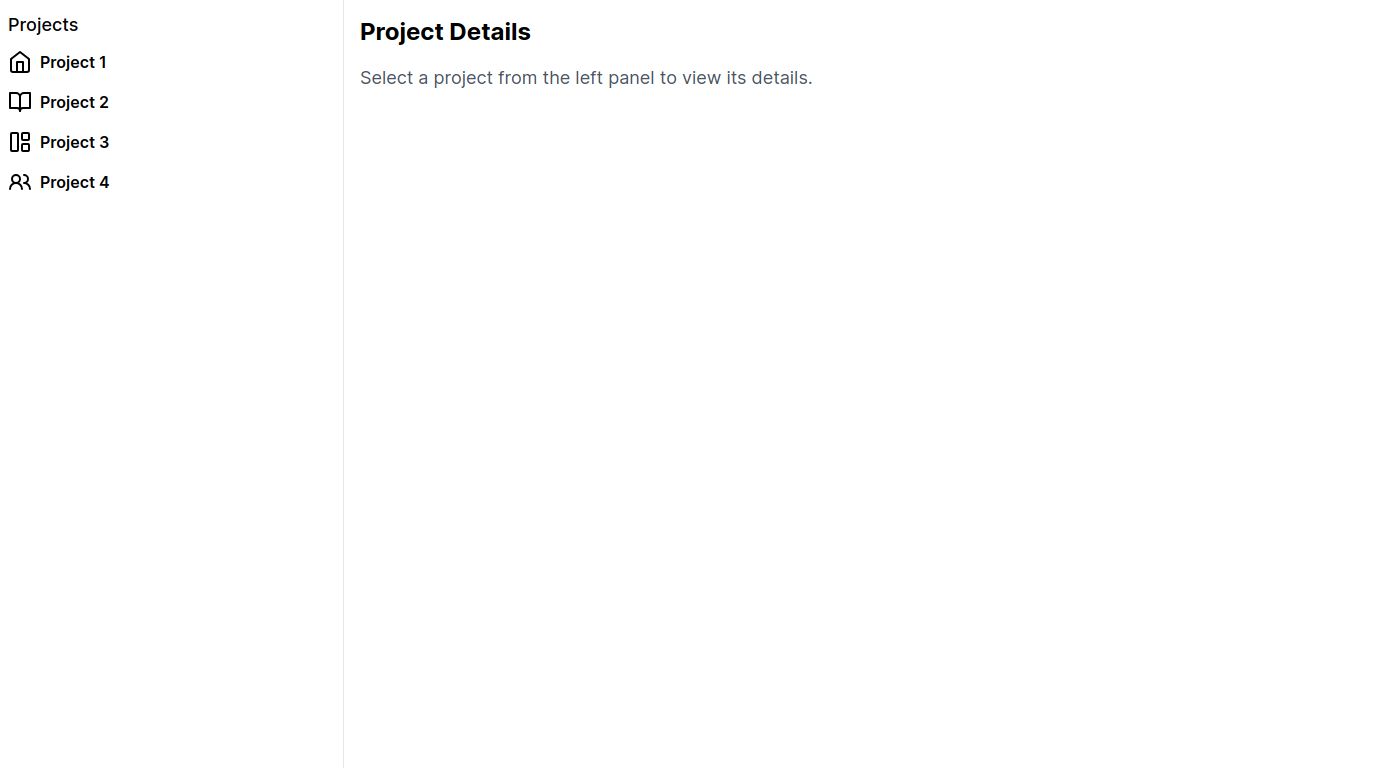 Projects
Project 1
Project 2
Project 3
Project 4
Project Details
Select a project from the left panel to view its details.